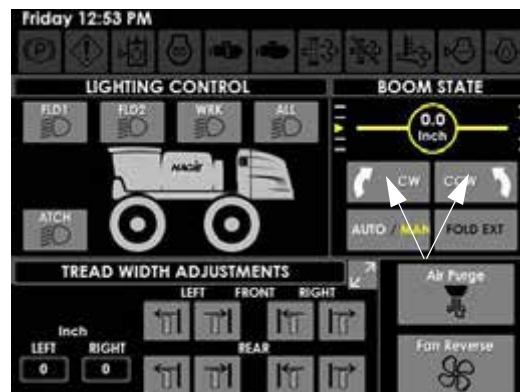 Friday 12:53 PM
LIGHTING CONTROL
BOOM STATE
FLD1
FLD2
WRK
ALL
0.0
Inch
HAGIE
CW
CCW
ATCH
AUTO / MAN
FOLD EXT
TREAD WIDTH ADJUSTMENTS
Air Purge
LEFT
FRONT
RIGHT
Inch
LEFT
RIGHT
REAR
Fan Reverse
0
0